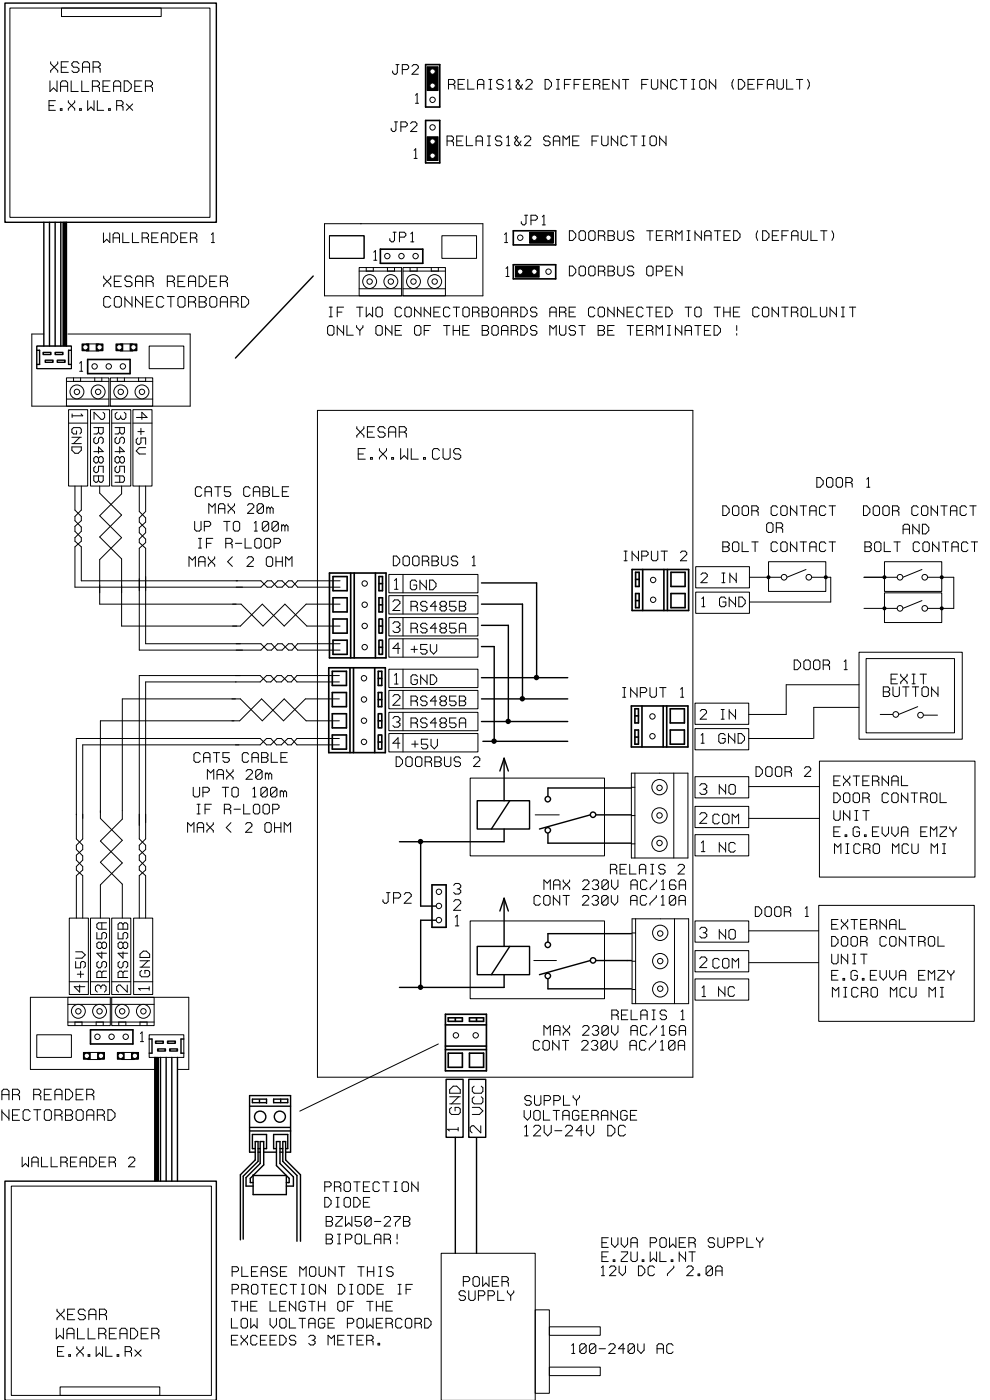 XESAR
WALLREADER
E.X.WL.Rx
JP2
1
RELAIS1&2 DIFFERENT FUNCTION (DEFAULT)
JP2
1
RELAIS1&2 SAME FUNCTION
WALLREADER 1
XESAR READER
CONNECTORBOARD
JP1
1
JP1
1
DOORBUS TERMINATED (DEFAULT)
1
DOORBUS OPEN
IF TWO CONNECTORBOARDS ARE CONNECTED TO THE CONTROLUNIT
ONLY ONE OF THE BOARDS MUST BE TERMINATED !
1
1 GND
2 RS485B
3 RS485A
4 +5V
CAT5 CABLE
MAX 20m
UP TO 100m
IF R-LOOP
MAX < 2 OHM
XESAR
E.X.WL.CUS
DOORBUS 1
1 GND
2 RS485B
3 RS485A
4 +5V
1 GND
2 RS485B
3 RS485A
4 +5V
DOORBUS 2
DOOR 1
DOOR CONTACT
OR
BOLT CONTACT
DOOR CONTACT
AND
BOLT CONTACT
INPUT 2
2 IN
1 GND
DOOR 1
EXIT
BUTTON
INPUT 1
2 IN
1 GND
CAT5 CABLE
MAX 20m
UP TO 100m
IF R-LOOP
MAX < 2 OHM
DOOR 2
3 NO
2 COM
1 NC
EXTERNAL
DOOR CONTROL
UNIT
E.G.EVVA EMZY
MICRO MCU MI
RELAIS 2
MAX 230V AC/16A
CONT 230V AC/10A
JP2
3
2
1
DOOR 1
3 NO
2 COM
1 NC
EXTERNAL
DOOR CONTROL
UNIT
E.G.EVVA EMZY
MICRO MCU MI
RELAIS 1
MAX 230V AC/16A
CONT 230V AC/10A
4 +5V
3 RS485A
2 RS485B
1 GND
1
AR READER
NECTORBOARD
WALLREADER 2
XESAR
WALLREADER
E.X.WL.Rx
1 GND
2 VCC
SUPPLY
VOLTAGERANGE
12V-24V DC
PROTECTION
DIODE
BZW50-27B
BIPOLAR!
PLEASE MOUNT THIS
PROTECTION DIODE IF
THE LENGTH OF THE
LOW VOLTAGE POWERCORD
EXCEEDS 3 METER.
POWER
SUPPLY
EVVA POWER SUPPLY
E.ZU.WL.NT
12V DC / 2.0A
100-240V AC